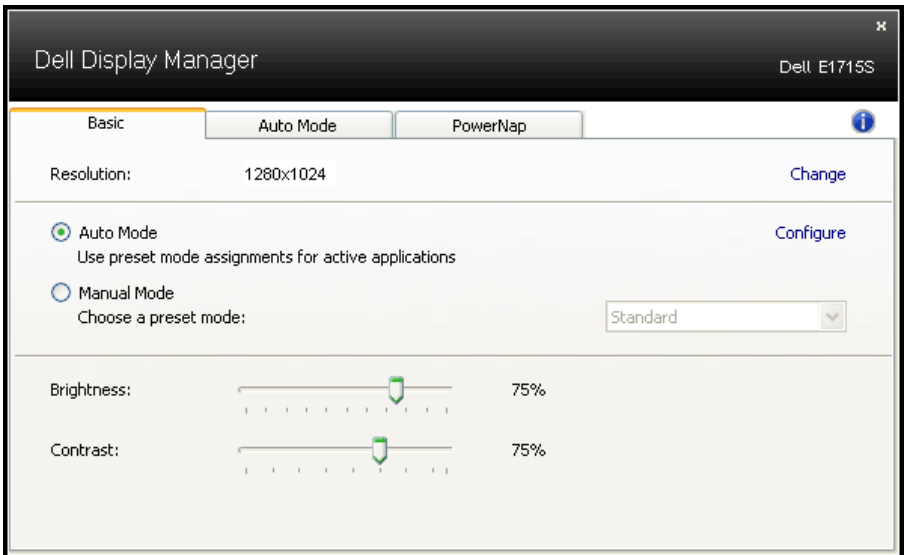 x
Dell Display Manager
Dell E1715S
Basic
Auto Mode
PowerNap
i
Resolution:
1280x1024
Change
Auto Mode
Configure
Use preset mode assignments for active applications
Manual Mode
Choose a preset mode:
Standard
Brightness:
75%
Contrast:
75%